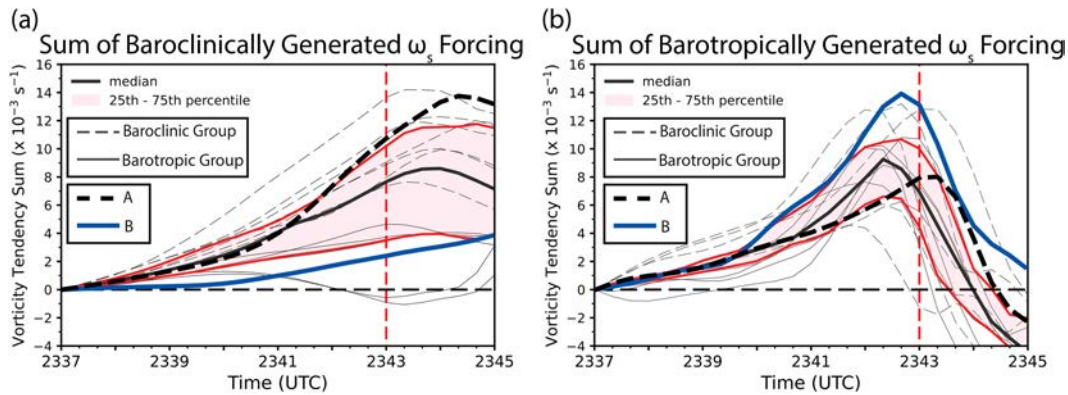 (a)
Sum of Baroclinically Generated ωs Forcing
Vorticity Tendency Sum (x 10⁻³ s⁻¹)
16
14
12
10
8
6
4
2
0
−2
−4
median
25th - 75th percentile
Baroclinic Group
Barotropic Group
A
B
2337
2339
2341
2343
2345
Time (UTC)
(b)
Sum of Barotropically Generated ωs Forcing
Vorticity Tendency Sum (x 10⁻³ s⁻¹)
16
14
12
10
8
6
4
2
0
−2
−4
median
25th - 75th percentile
Baroclinic Group
Barotropic Group
A
B
2337
2339
2341
2343
2345
Time (UTC)